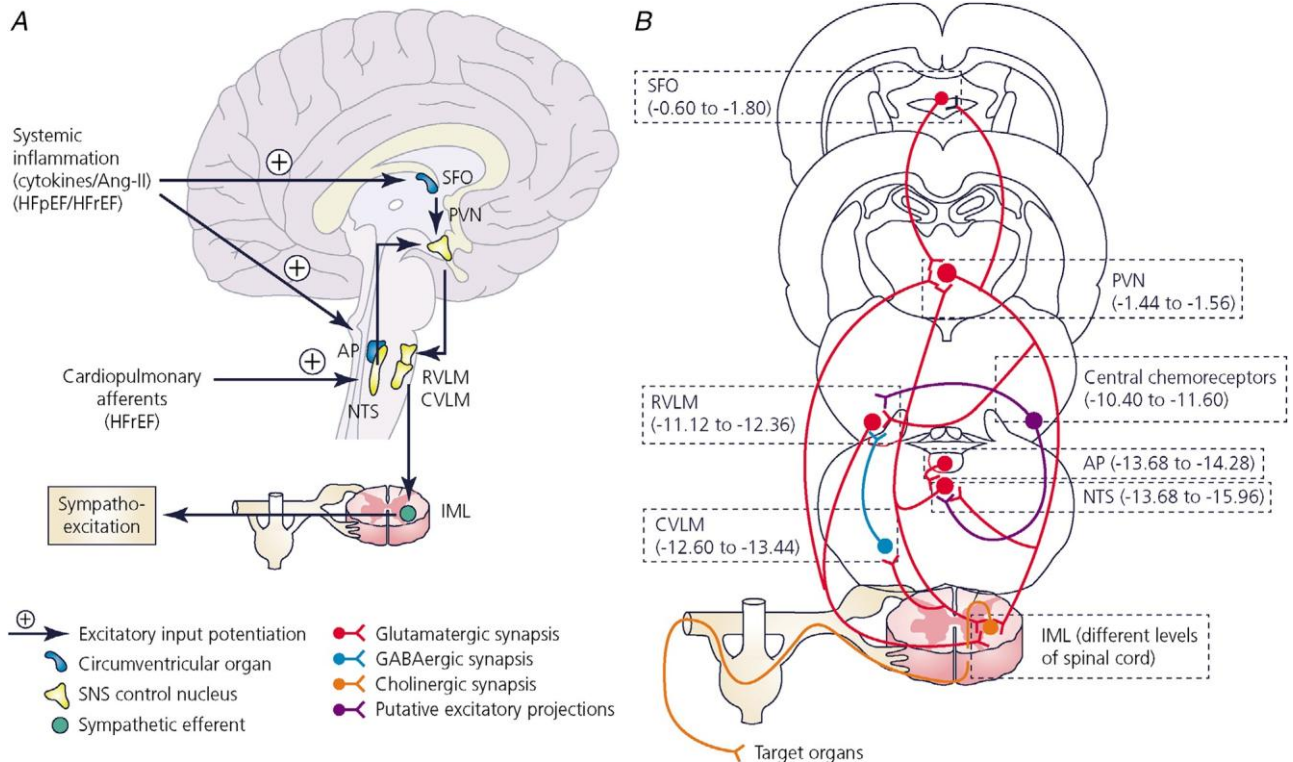 A
Systemic
inflammation
(cytokines/Ang-II)
(HFpEF/HFrEF)
+
SFO
PVN
+
AP
+
Cardiopulmonary
afferents
(HFrEF)
NTS
RVLM
CVLM
Sympatho-
excitation
IML
+
Excitatory input potentiation
Circumventricular organ
SNS control nucleus
Sympathetic efferent
Glutamatergic synapsis
GABAergic synapsis
Cholinergic synapsis
Putative excitatory projections
B
SFO
(-0.60 to -1.80)
PVN
(-1.44 to -1.56)
Central chemoreceptors
(-10.40 to -11.60)
RVLM
(-11.12 to -12.36)
AP (-13.68 to -14.28)
NTS (-13.68 to -15.96)
CVLM
(-12.60 to -13.44)
IML (different levels
of spinal cord)
Target organs